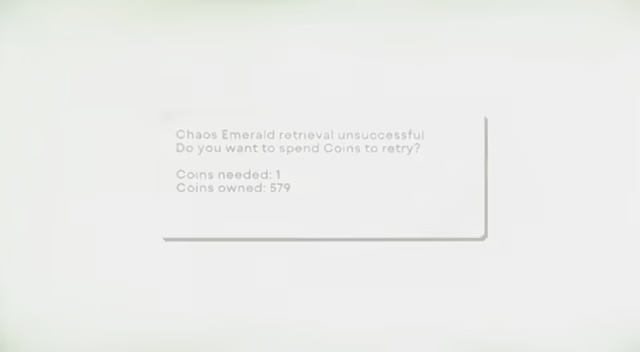 Chaos Emerald retrieval unsuccessful
Do you want to spend Coins to retry?
Coins needed: 1
Coins owned: 579